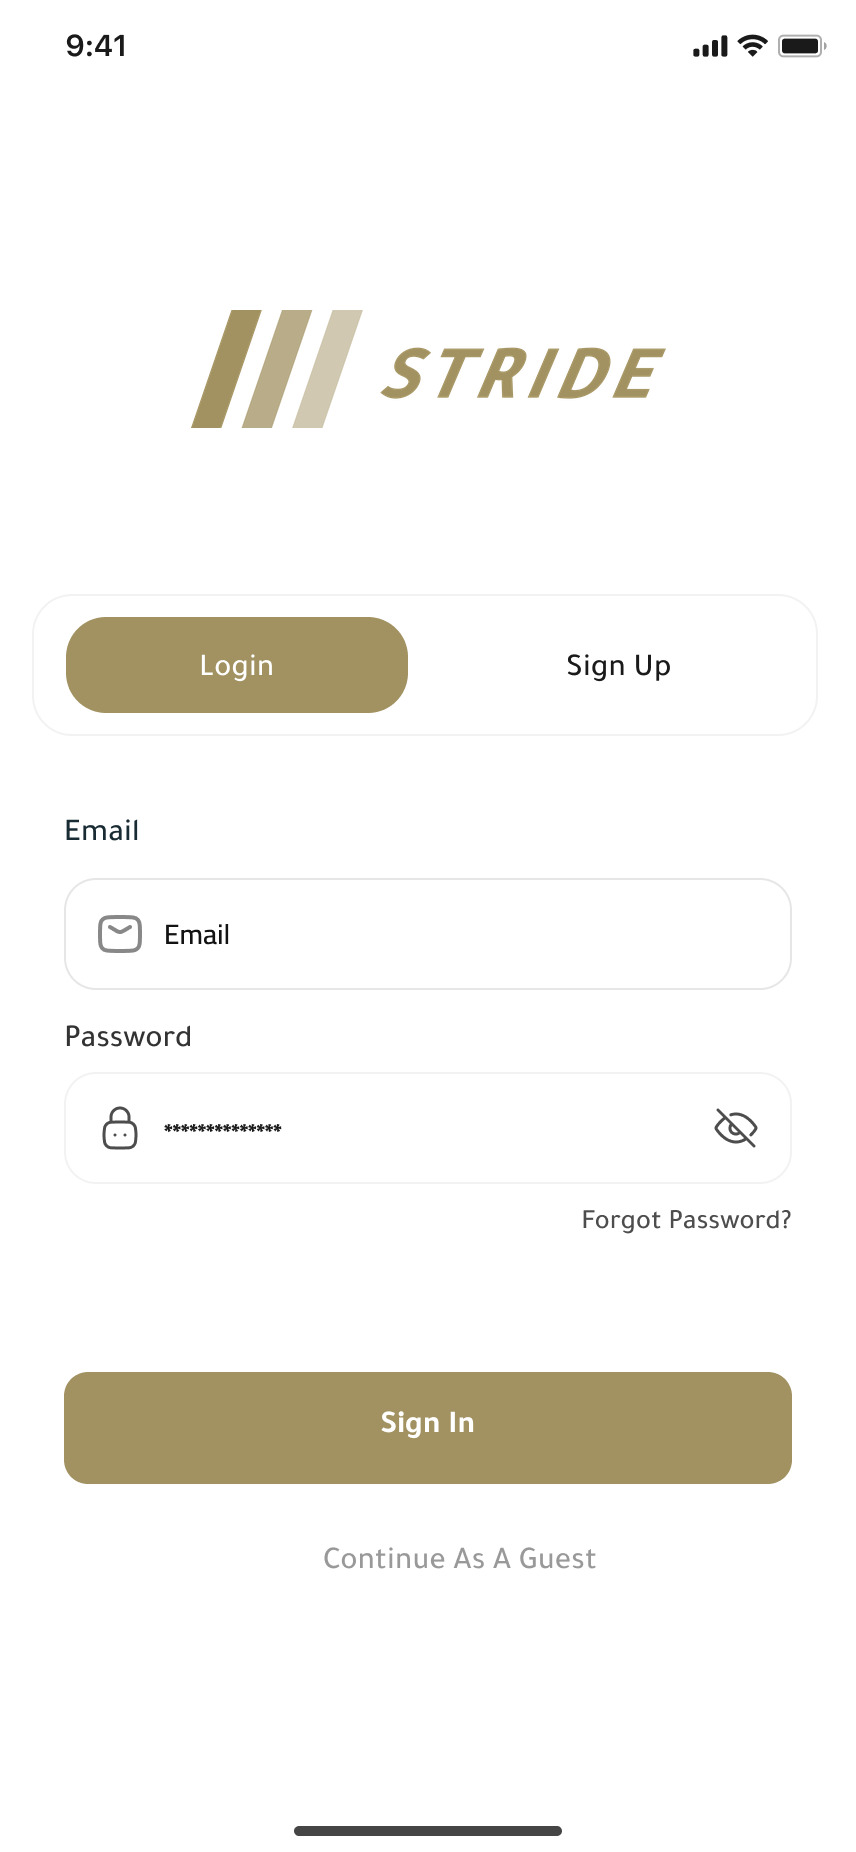 9:41
STRIDE
Login
Sign Up
Email
Email
Password
**************
Forgot Password?
Sign In
Continue As A Guest